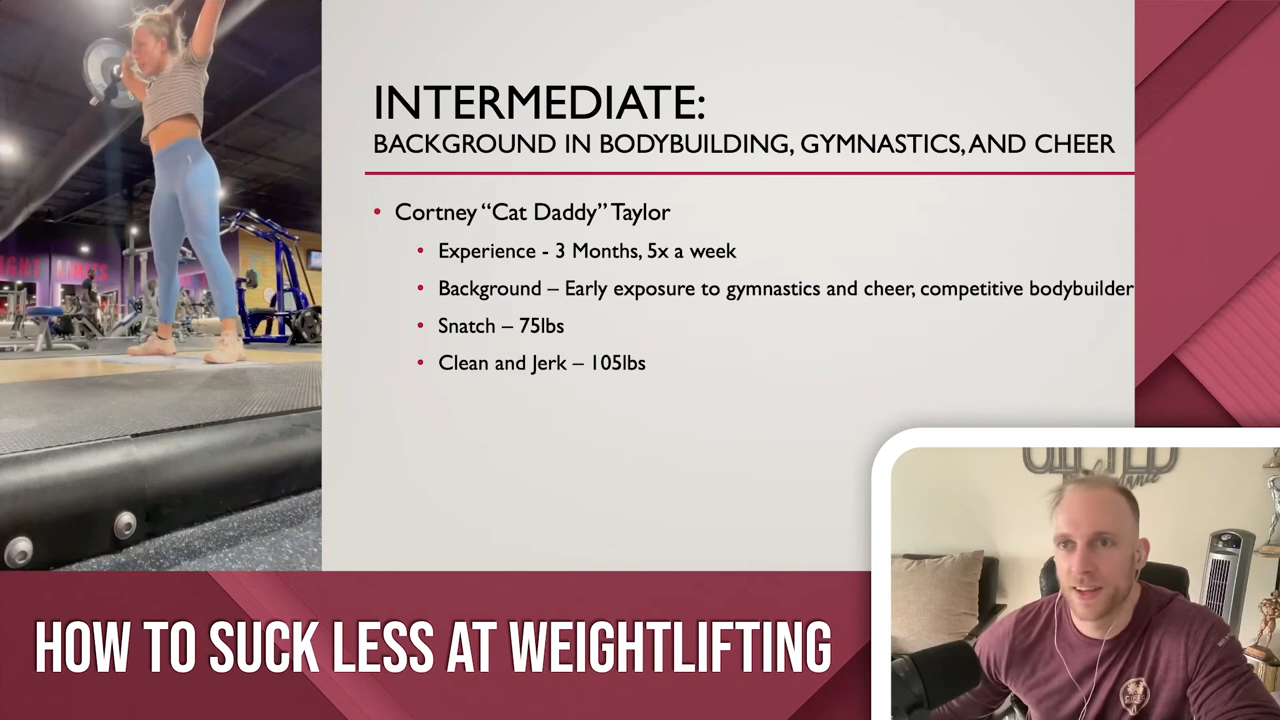 INTERMEDIATE:
BACKGROUND IN BODYBUILDING, GYMNASTICS, AND CHEER
• Cortney “Cat Daddy” Taylor
• Experience - 3 Months, 5x a week
• Background – Early exposure to gymnastics and cheer, competitive bodybuilder
• Snatch – 75lbs
• Clean and Jerk – 105lbs
LIMITS
HOW TO SUCK LESS AT WEIGHTLIFTING